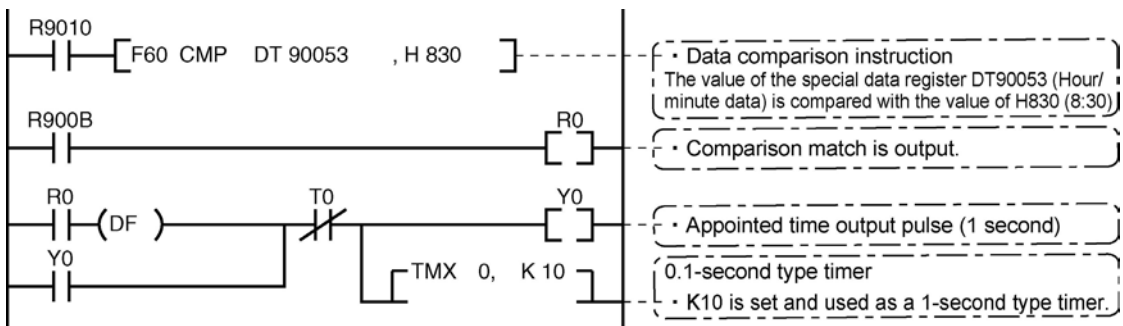 R9010
F60 CMP DT 90053 , H 830
· Data comparison instruction
The value of the special data register DT90053 (Hour/
minute data) is compared with the value of H830 (8:30)
R900B
R0
· Comparison match is output.
R0
(DF )
T0
Y0
· Appointed time output pulse (1 second)
Y0
TMX 0, K 10
0.1-second type timer
· K10 is set and used as a 1-second type timer.